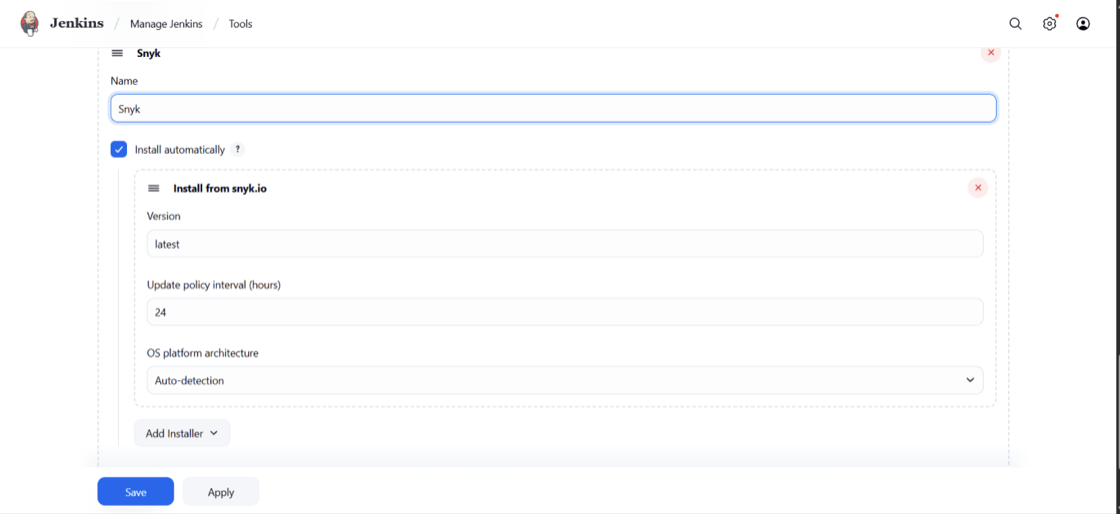 Jenkins / Manage Jenkins / Tools
Snyk
Name
Snyk
Install automatically ?
Install from snyk.io
Version
latest
Update policy interval (hours)
24
OS platform architecture
Auto-detection
Add Installer
Save Apply